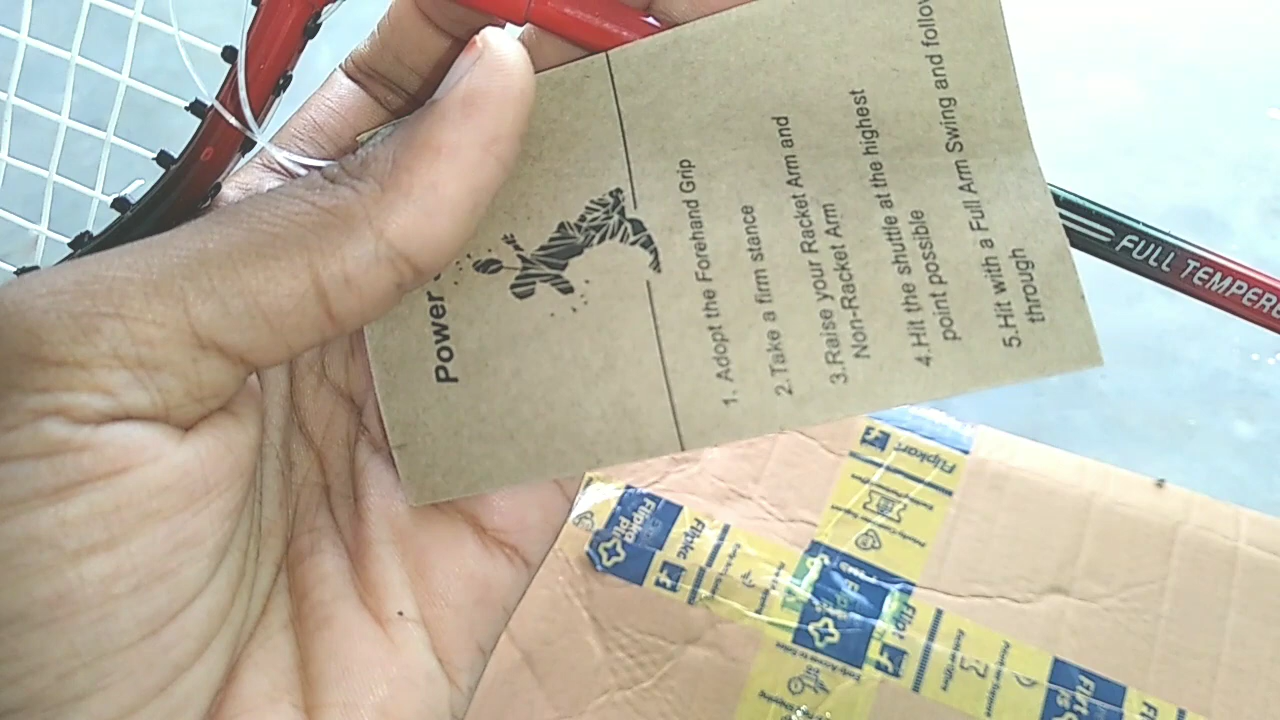 Power
1. Adopt the Forehand Grip
2. Take a firm stance
3. Raise your Racket Arm and
Non-Racket Arm
4. Hit the shuttle at the highest
point possible
5. Hit with a Full Arm Swing and follow
through
FULL TEMPERE
Flipkart